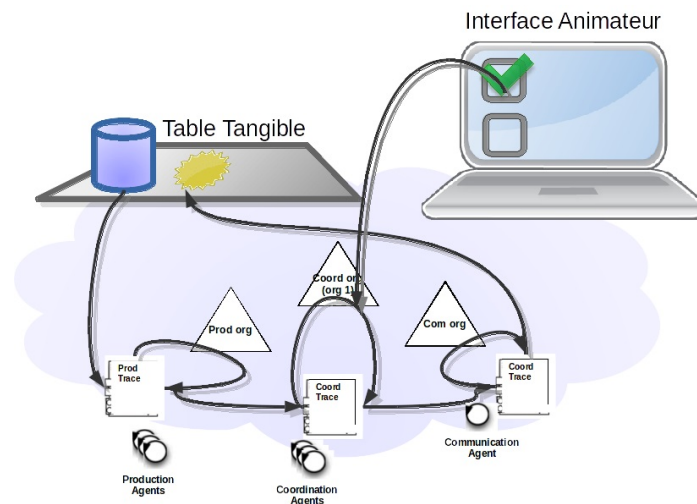 Interface Animateur
Table Tangible
Coord org
(org 1)
Prod org
Com org
Prod
Trace
Coord
Trace
Coord
Trace
Production
Agents
Coordination
Agents
Communication
Agent